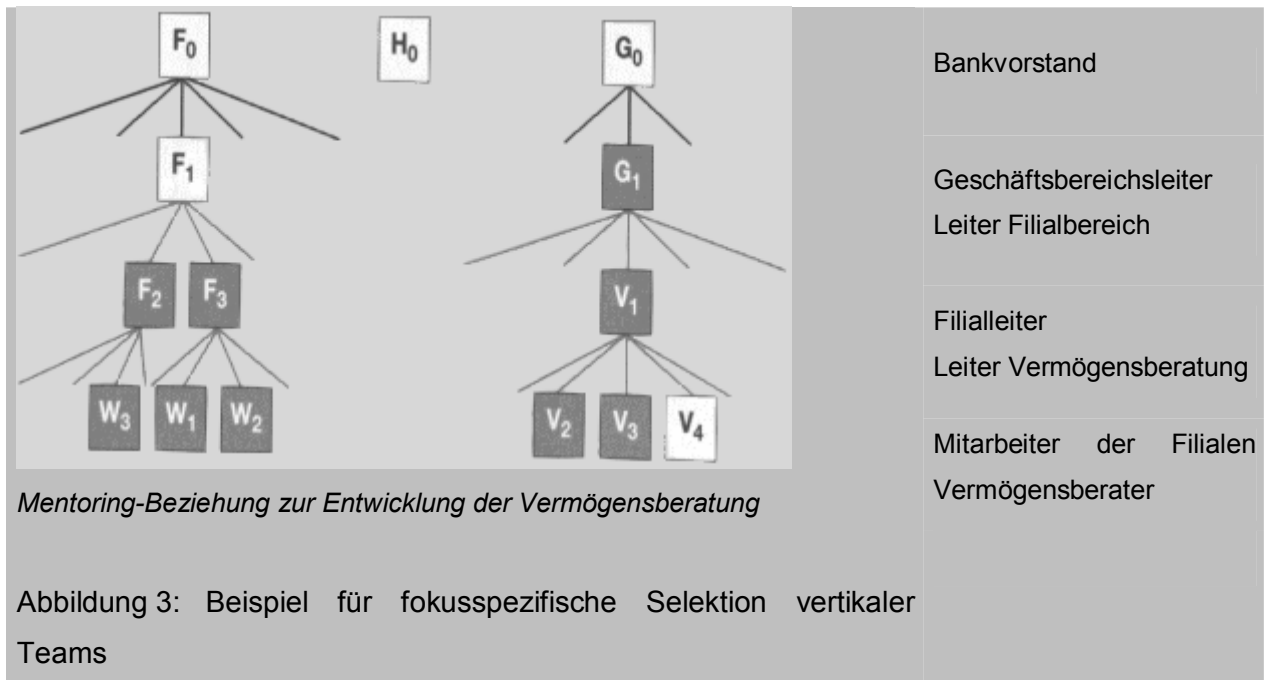 F₀ H₀ G₀
F₁ G₁
F₂ F₃ V₁
W₃ W₁ W₂ V₂ V₃ V₄
Mentoring-Beziehung zur Entwicklung der Vermögensberatung
Abbildung 3: Beispiel für fokusspezifische Selektion vertikaler
Teams
Bankvorstand
Geschäftsbereichsleiter
Leiter Filialbereich
Filialleiter
Leiter Vermögensberatung
Mitarbeiter der Filialen
Vermögensberater